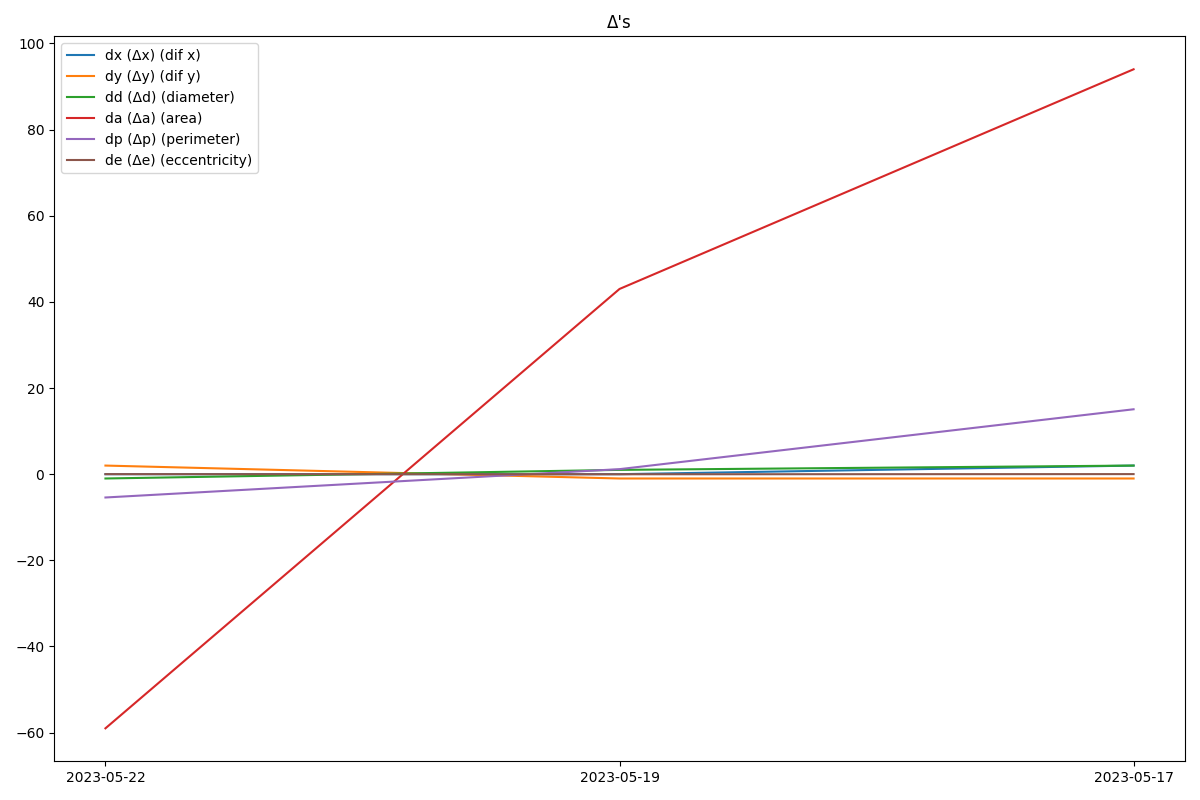 Δ's
100
80
60
40
20
0
−20
−40
−60
dx (Δx) (dif x)
dy (Δy) (dif y)
dd (Δd) (diameter)
da (Δa) (area)
dp (Δp) (perimeter)
de (Δe) (eccentricity)
2023-05-22
2023-05-19
2023-05-17